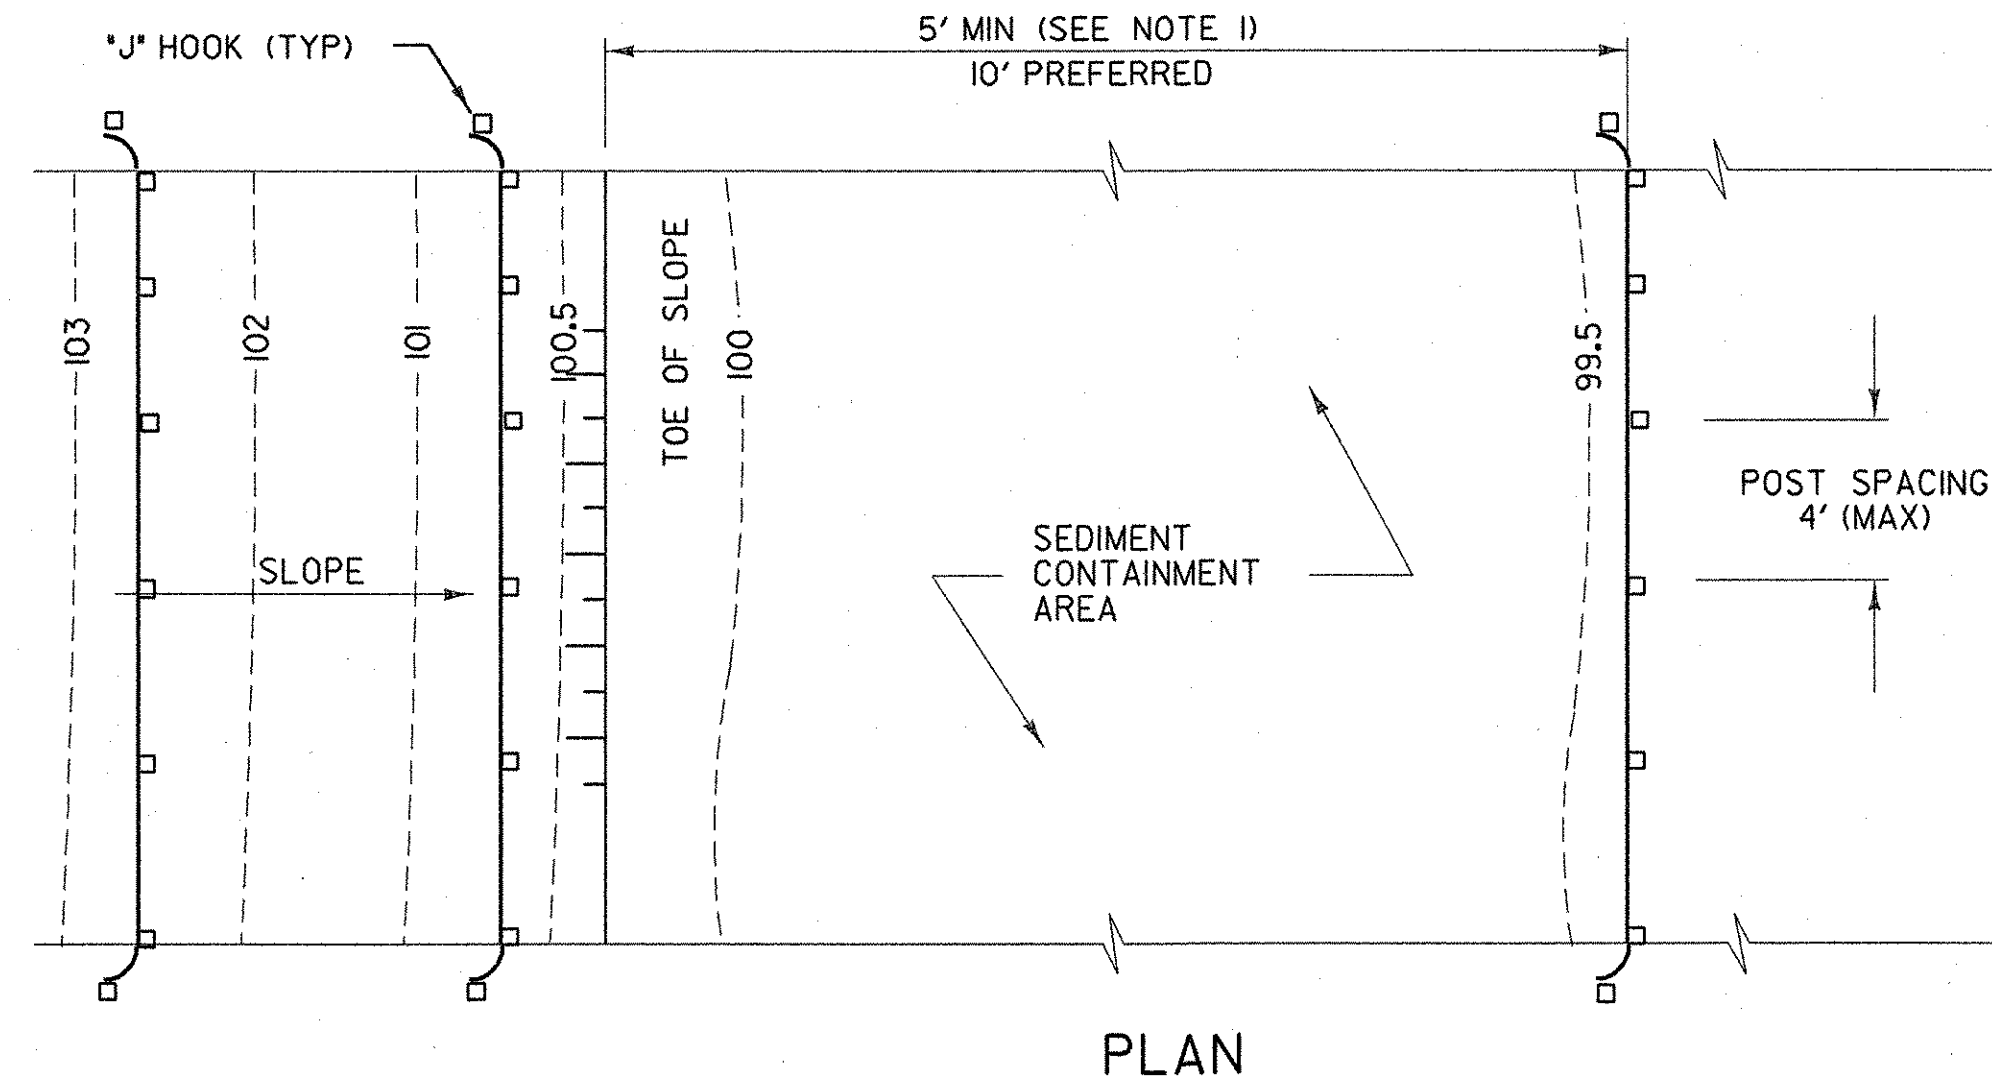 5' MIN (SEE NOTE 1)
"J" HOOK (TYP)
10' PREFERRED
TOE OF SLOPE
103
102
101
100.5
100
99.5
POST SPACING
4' (MAX)
SLOPE
SEDIMENT
CONTAINMENT
AREA
PLAN